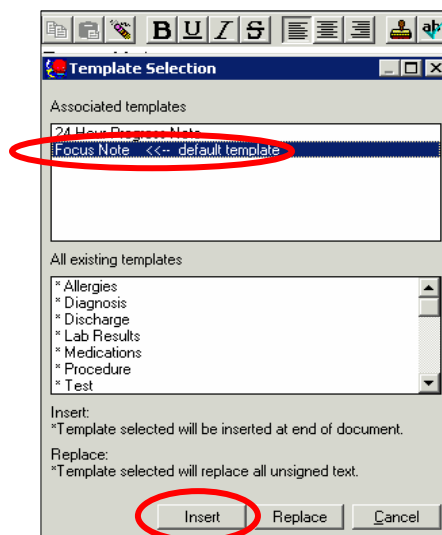 B U I S
Template Selection
Associated templates
24 Hour Progress Note
Focus Note <<-- default template
All existing templates
* Allergies
* Diagnosis
* Discharge
* Lab Results
* Medications
* Procedure
* Test
Insert:
*Template selected will be inserted at end of document.
Replace:
*Template selected will replace all unsigned text.
Insert Replace Cancel